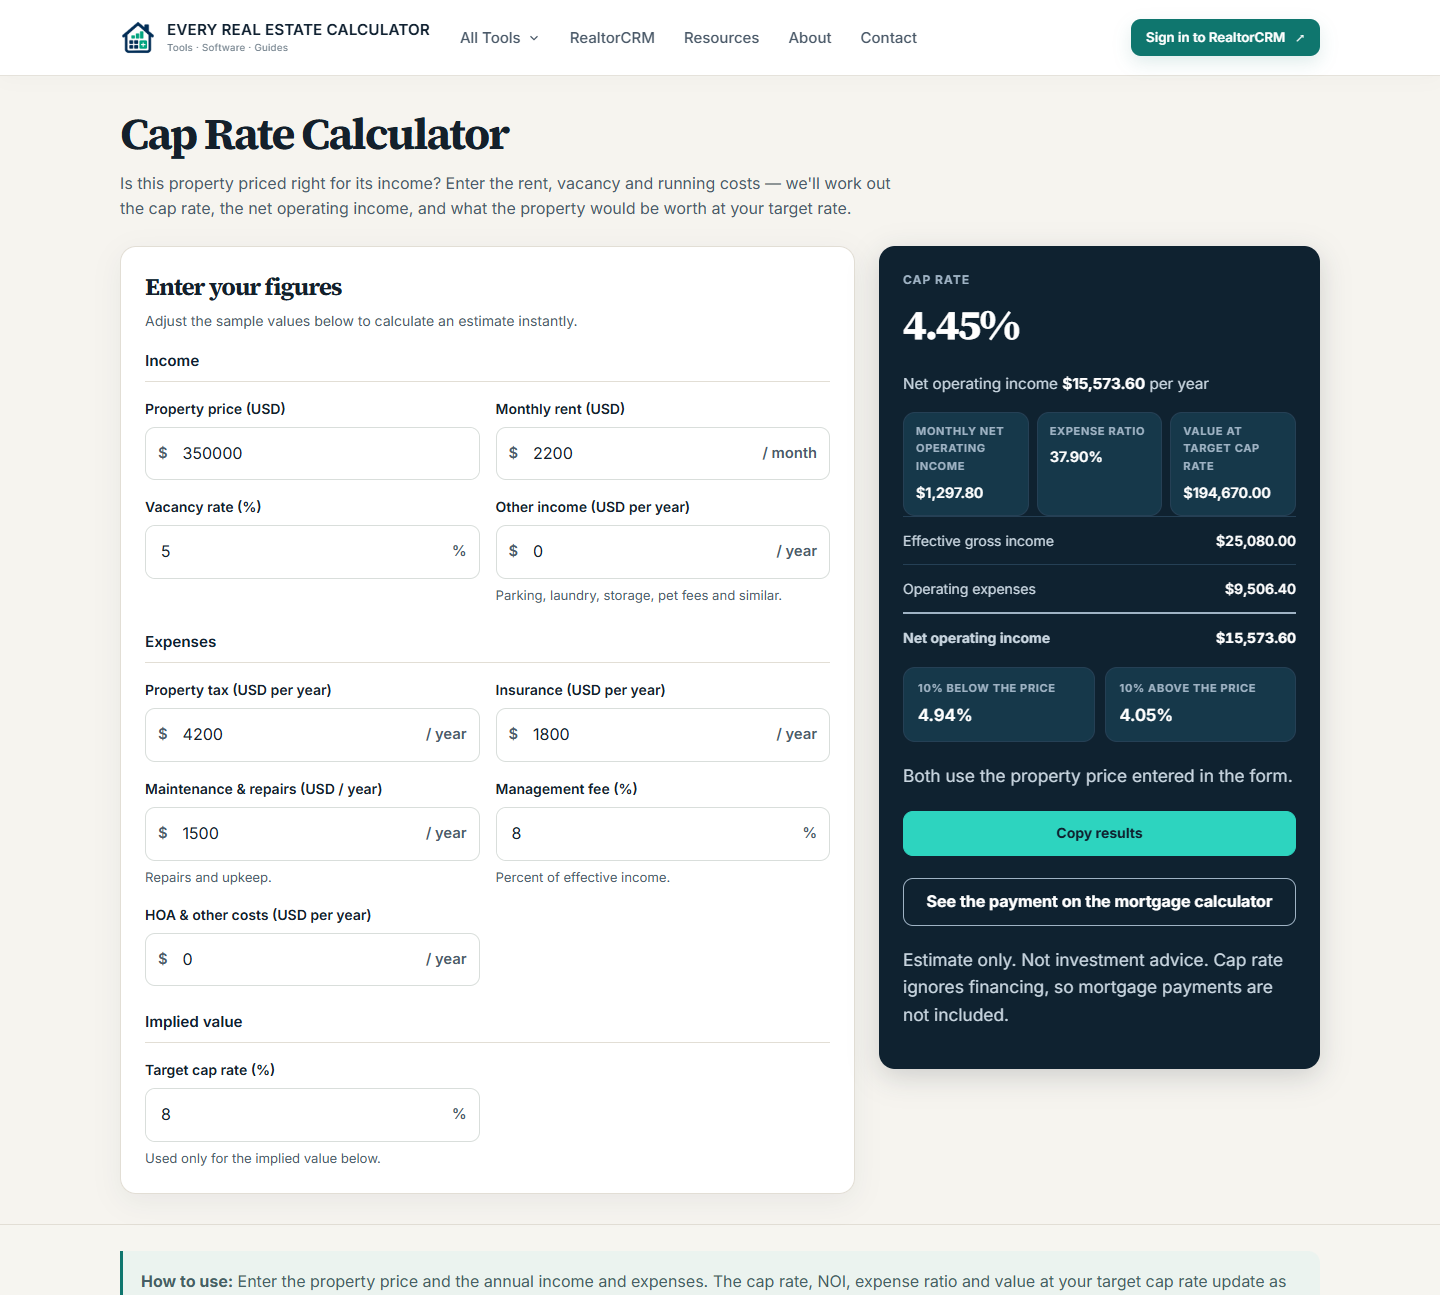 EVERY REAL ESTATE CALCULATOR
Tools · Software · Guides
All Tools
RealtorCRM
Resources
About
Contact
Sign in to RealtorCRM ↗
Cap Rate Calculator
Is this property priced right for its income? Enter the rent, vacancy and running costs — we'll work out
the cap rate, the net operating income, and what the property would be worth at your target rate.
Enter your figures
Adjust the sample values below to calculate an estimate instantly.
Income
Property price (USD)
$ 350000
Monthly rent (USD)
$ 2200 / month
Vacancy rate (%)
5 %
Other income (USD per year)
$ 0 / year
Parking, laundry, storage, pet fees and similar.
Expenses
Property tax (USD per year)
$ 4200 / year
Insurance (USD per year)
$ 1800 / year
Maintenance & repairs (USD / year)
$ 1500 / year
Repairs and upkeep.
Management fee (%)
8 %
Percent of effective income.
HOA & other costs (USD per year)
$ 0 / year
Implied value
Target cap rate (%)
8 %
Used only for the implied value below.
CAP RATE
4.45%
Net operating income $15,573.60 per year
MONTHLY NET
OPERATING
INCOME
$1,297.80
EXPENSE RATIO
37.90%
VALUE AT
TARGET CAP
RATE
$194,670.00
Effective gross income $25,080.00
Operating expenses $9,506.40
Net operating income $15,573.60
10% BELOW THE PRICE
4.94%
10% ABOVE THE PRICE
4.05%
Both use the property price entered in the form.
Copy results
See the payment on the mortgage calculator
Estimate only. Not investment advice. Cap rate
ignores financing, so mortgage payments are
not included.
How to use: Enter the property price and the annual income and expenses. The cap rate, NOI, expense ratio and value at your target cap rate update as